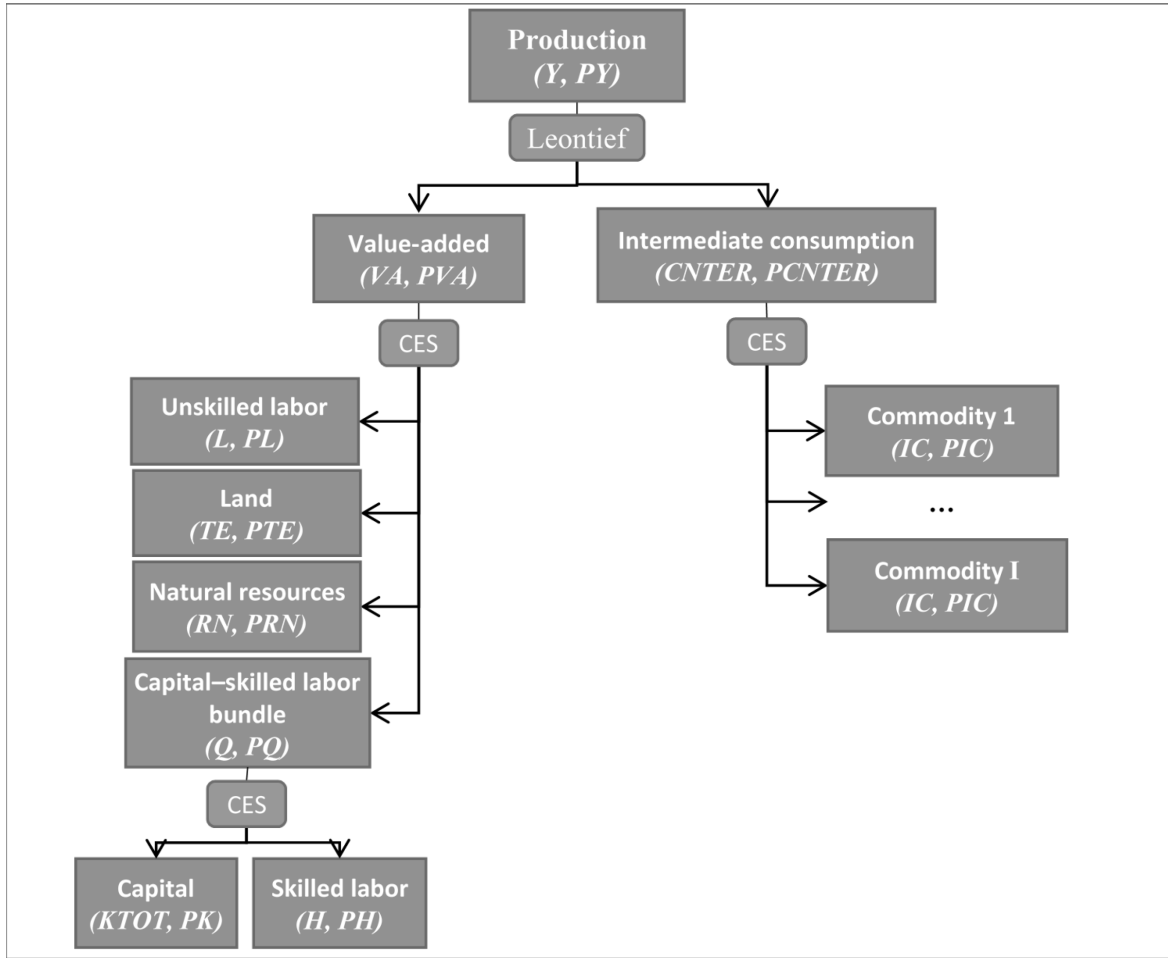 Production
(Y, PY)
Leontief
Value-added
(VA, PVA)
Intermediate consumption
(CNTER, PCNTER)
CES
CES
Unskilled labor
(L, PL)
Commodity 1
(IC, PIC)
Land
(TE, PTE)
...
Natural resources
(RN, PRN)
Commodity I
(IC, PIC)
Capital–skilled labor
bundle
(Q, PQ)
CES
Capital
(KTOT, PK)
Skilled labor
(H, PH)